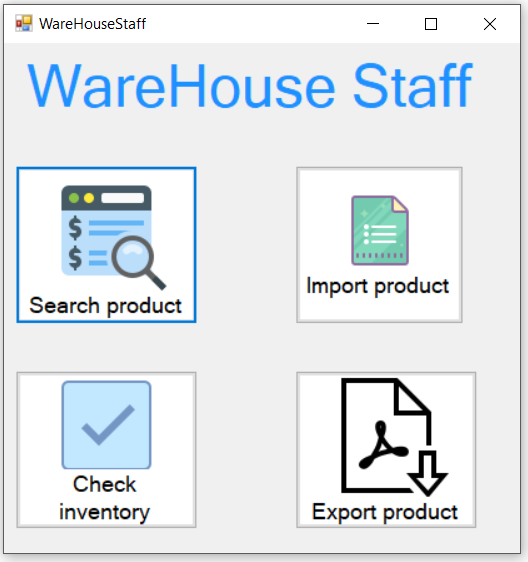 WareHouseStaff
WareHouse Staff
$
$
Search product
Import product
Check
inventory
Export product